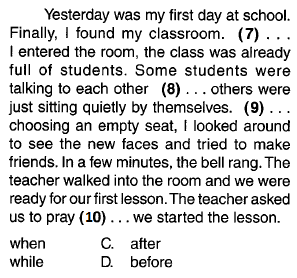 Yesterday was my first day at school.
Finally, I found my classroom. (7) . . .
I entered the room, the class was already
full of students. Some students were
talking to each other (8) . . . others were
just sitting quietly by themselves. (9) . . .
choosing an empty seat, I looked around
to see the new faces and tried to make
friends. In a few minutes, the bell rang. The
teacher walked into the room and we were
ready for our first lesson. The teacher asked
us to pray (10) . . . we started the lesson.
when C. after
while D. before